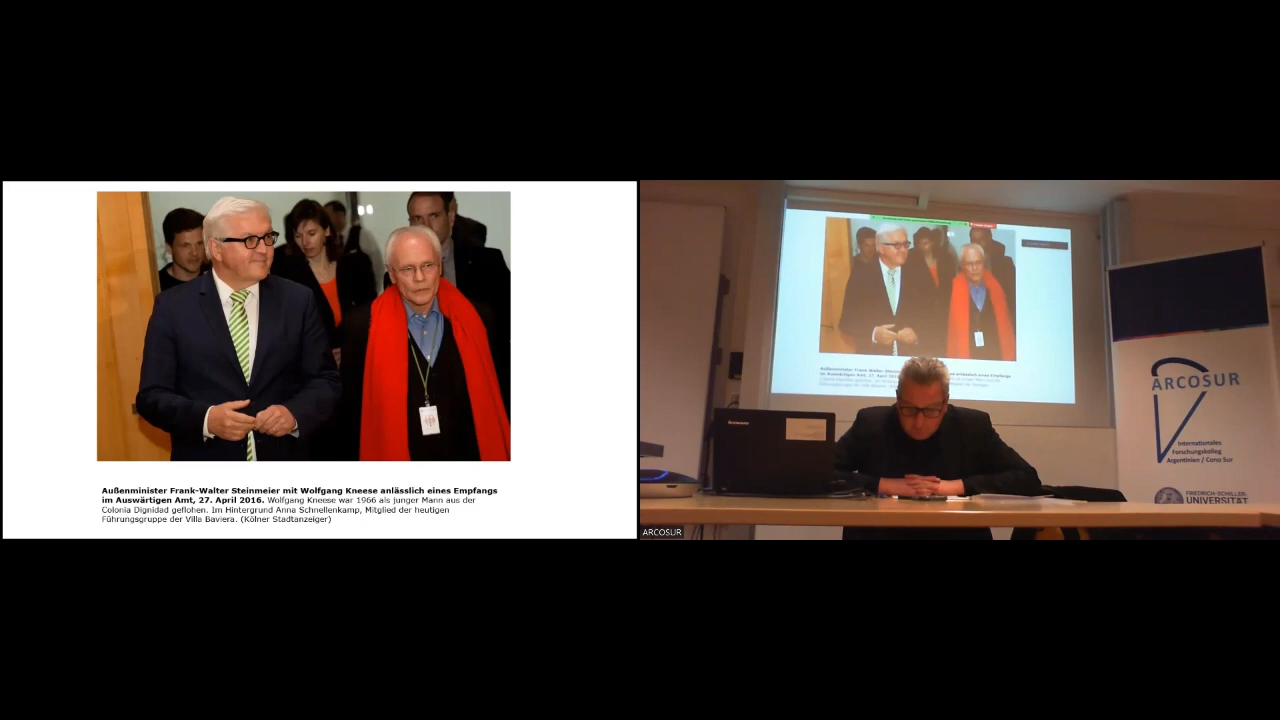 Außenminister Frank-Walter Steinmeier mit Wolfgang Kneese anlässlich eines Empfangs
im Auswärtigen Amt, 27. April 2016. Wolfgang Kneese war 1966 als junger Mann aus der
Colonia Dignidad geflohen. Im Hintergrund Anna Schnellenkamp, Mitglied der heutigen
Führungsgruppe der Villa Baviera. (Kölner Stadtanzeiger)
ARCOSUR
Internationales
Forschungskolleg
Argentinien / Cono Sur
FRIEDRICH-SCHILLER-
UNIVERSITÄT
lenovo
ARCOSUR